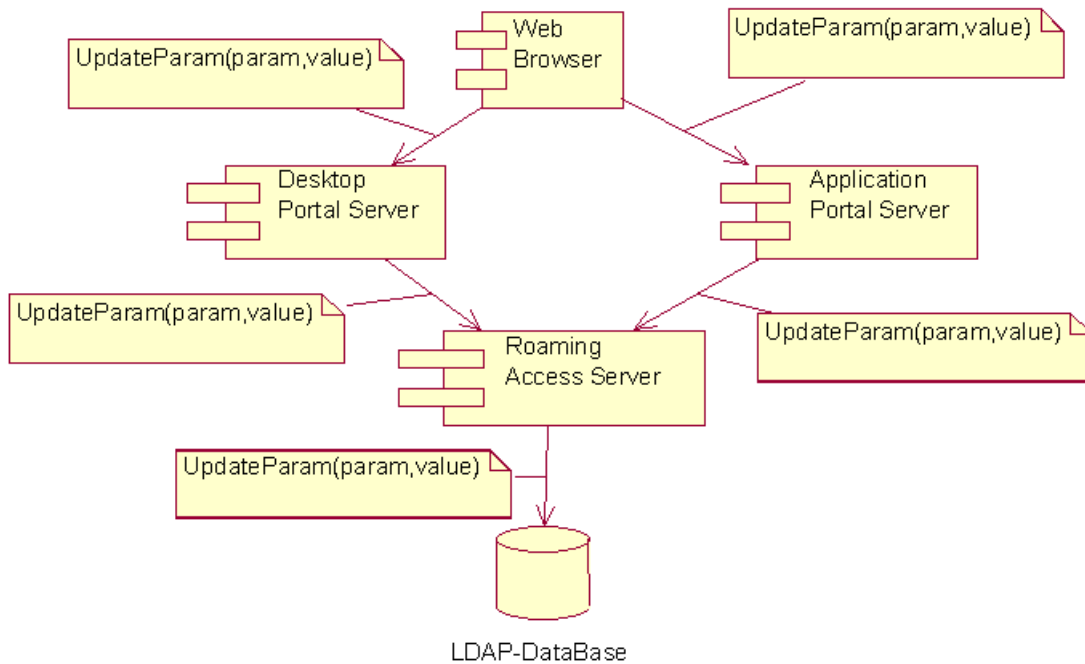 UpdateParam(param,value)
Web
Browser
UpdateParam(param,value)
Desktop
Portal Server
Application
Portal Server
UpdateParam(param,value)
Roaming
Access Server
UpdateParam(param,value)
UpdateParam(param,value)
LDAP-DataBase